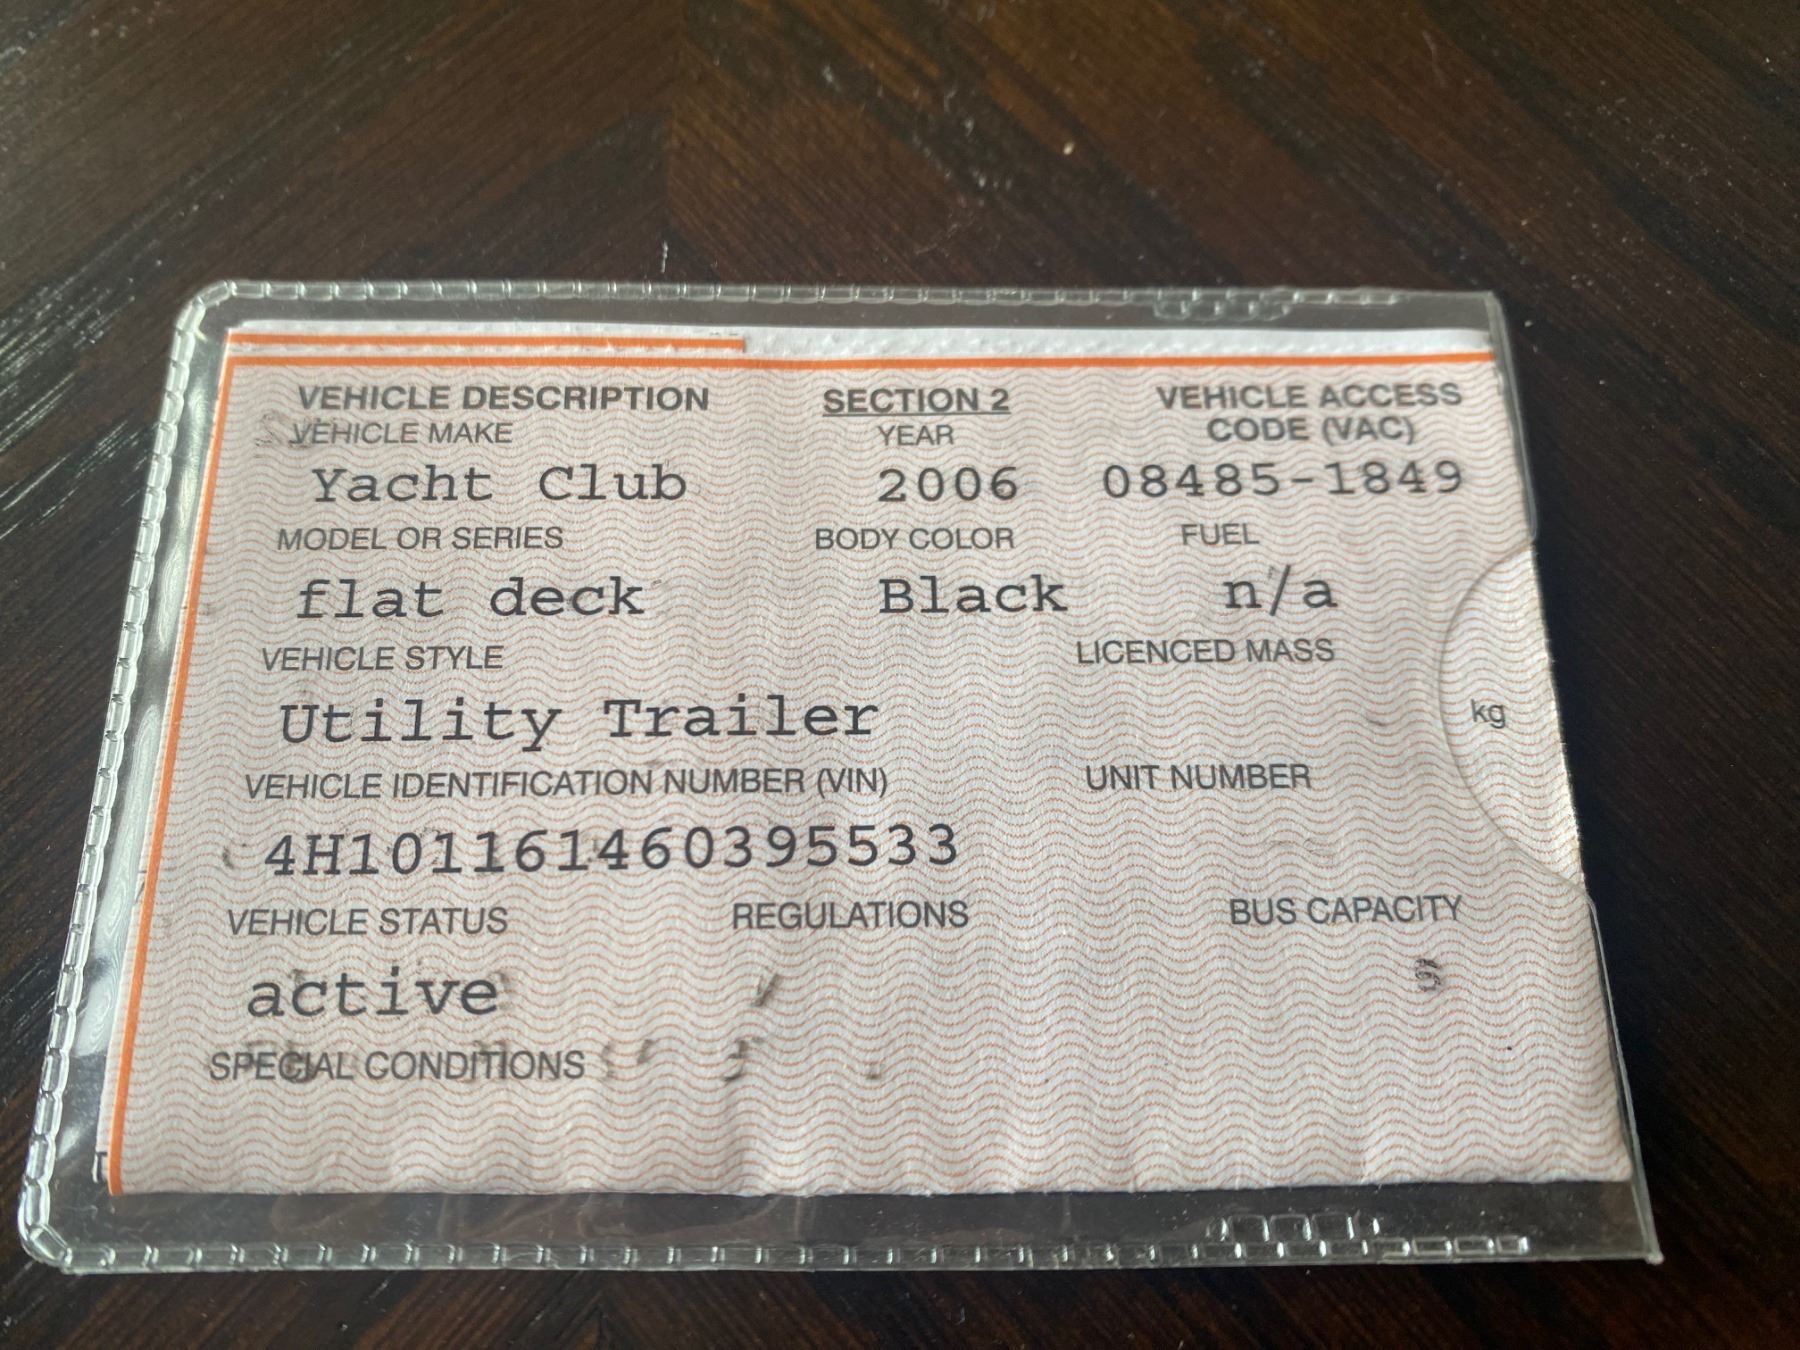 VEHICLE DESCRIPTION SECTION 2 VEHICLE ACCESS
VEHICLE MAKE YEAR CODE (VAC)
Yacht Club 2006 08485-1849
MODEL OR SERIES BODY COLOR FUEL
flat deck Black n/a
VEHICLE STYLE LICENCED MASS
Utility Trailer kg
VEHICLE IDENTIFICATION NUMBER (VIN) UNIT NUMBER
4H101161460395533
VEHICLE STATUS REGULATIONS BUS CAPACITY
active
SPECIAL CONDITIONS